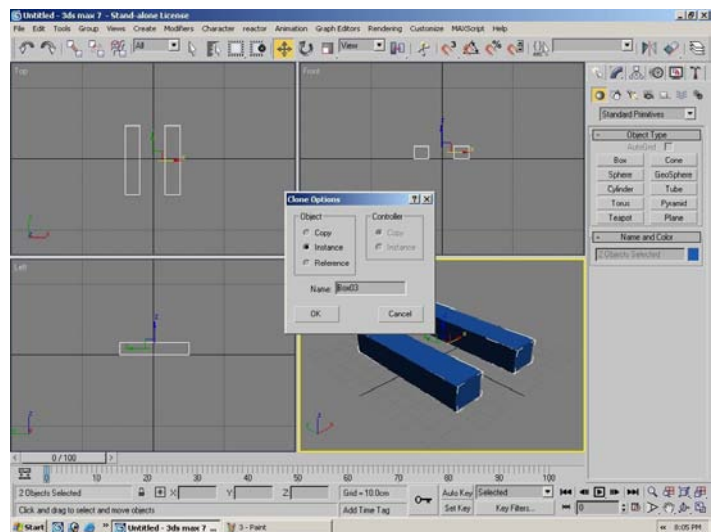 Untitled - 3ds max 7 - Stand-alone License
File Edit Tools Group Views Create Modifiers Character reactor Animation Graph Editors Rendering Customize MAXScript Help
All
View
Top
Front
Standard Primitives
Object Type
AutoGrid
Box Cone
Sphere GeoSphere
Cylinder Tube
Torus Pyramid
Teapot Plane
Name and Color
2 Objects Selected
Clone Options
Object Controller
Copy Copy
Instance Instance
Reference
Name: Box03
OK Cancel
Left
0 / 100
10 20 30 40 50 60 70 80 90 100
2 Objects Selected X Y Z Grid = 10.0cm Auto Key Selected
Click and drag to select and move objects Add Time Tag Set Key Key Filters... 0
Start Untitled - 3ds max 7 ... 3 - Paint 8:05 PM